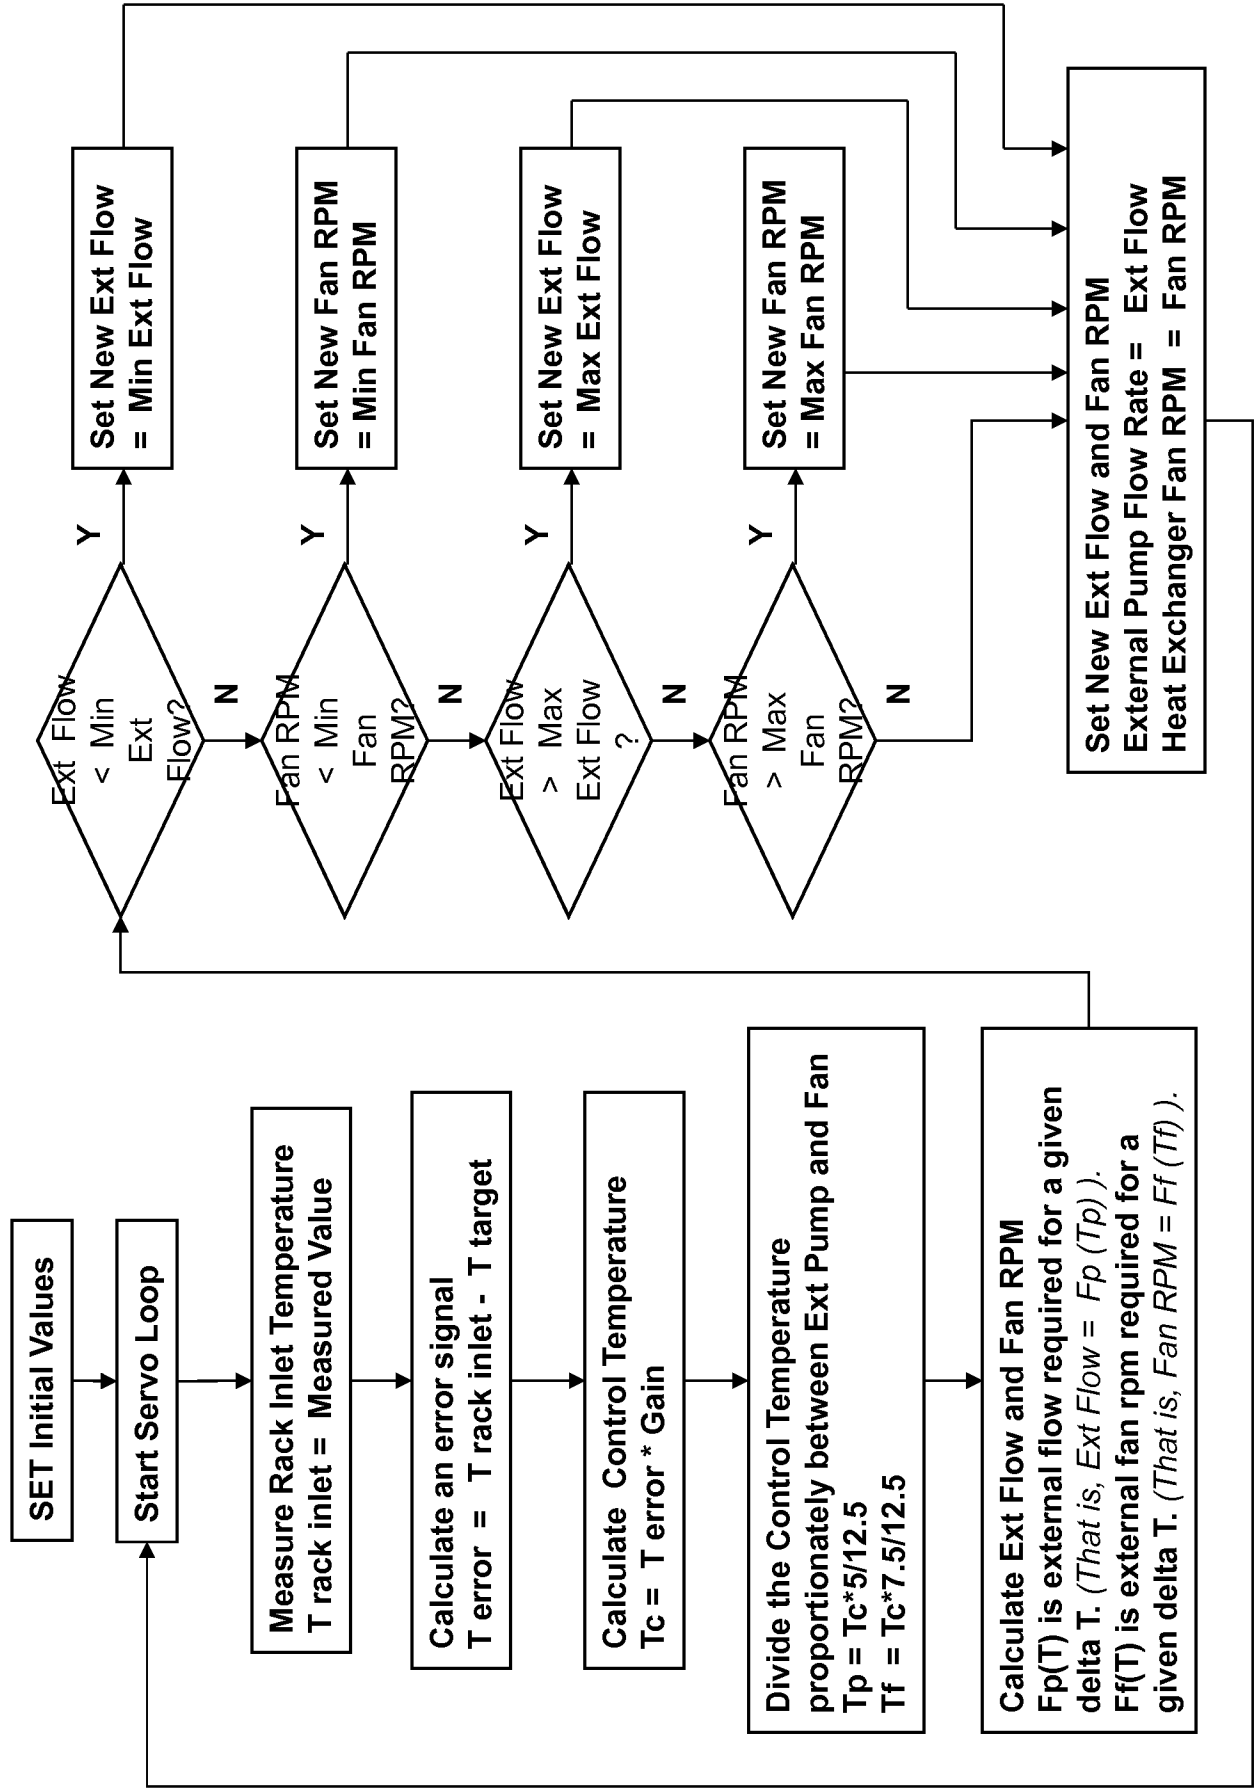 SET Initial Values
Start Servo Loop
Measure Rack Inlet Temperature
T rack inlet = Measured Value
Calculate an error signal
T error = T rack inlet - T target
Calculate Control Temperature
Tc = T error * Gain
Divide the Control Temperature
proportionately between Ext Pump and Fan
Tp = Tc*5/12.5
Tf = Tc*7.5/12.5
Calculate Ext Flow and Fan RPM
Fp(T) is external flow required for a given
delta T. (That is, Ext Flow = Fp (Tp) ).
Ff(T) is external fan rpm required for a
given delta T. (That is, Fan RPM = Ff (Tf) ).
Ext Flow
< Min
Ext
Flow?
Y
N
Set New Ext Flow
= Min Ext Flow
Fan RPM
< Min
Fan
RPM?
Y
N
Set New Fan RPM
= Min Fan RPM
Ext Flow
> Max
Ext Flow
?
Y
N
Set New Ext Flow
= Max Ext Flow
Fan RPM
> Max
Fan
RPM?
Y
N
Set New Fan RPM
= Max Fan RPM
Set New Ext Flow and Fan RPM
External Pump Flow Rate = Ext Flow
Heat Exchanger Fan RPM = Fan RPM